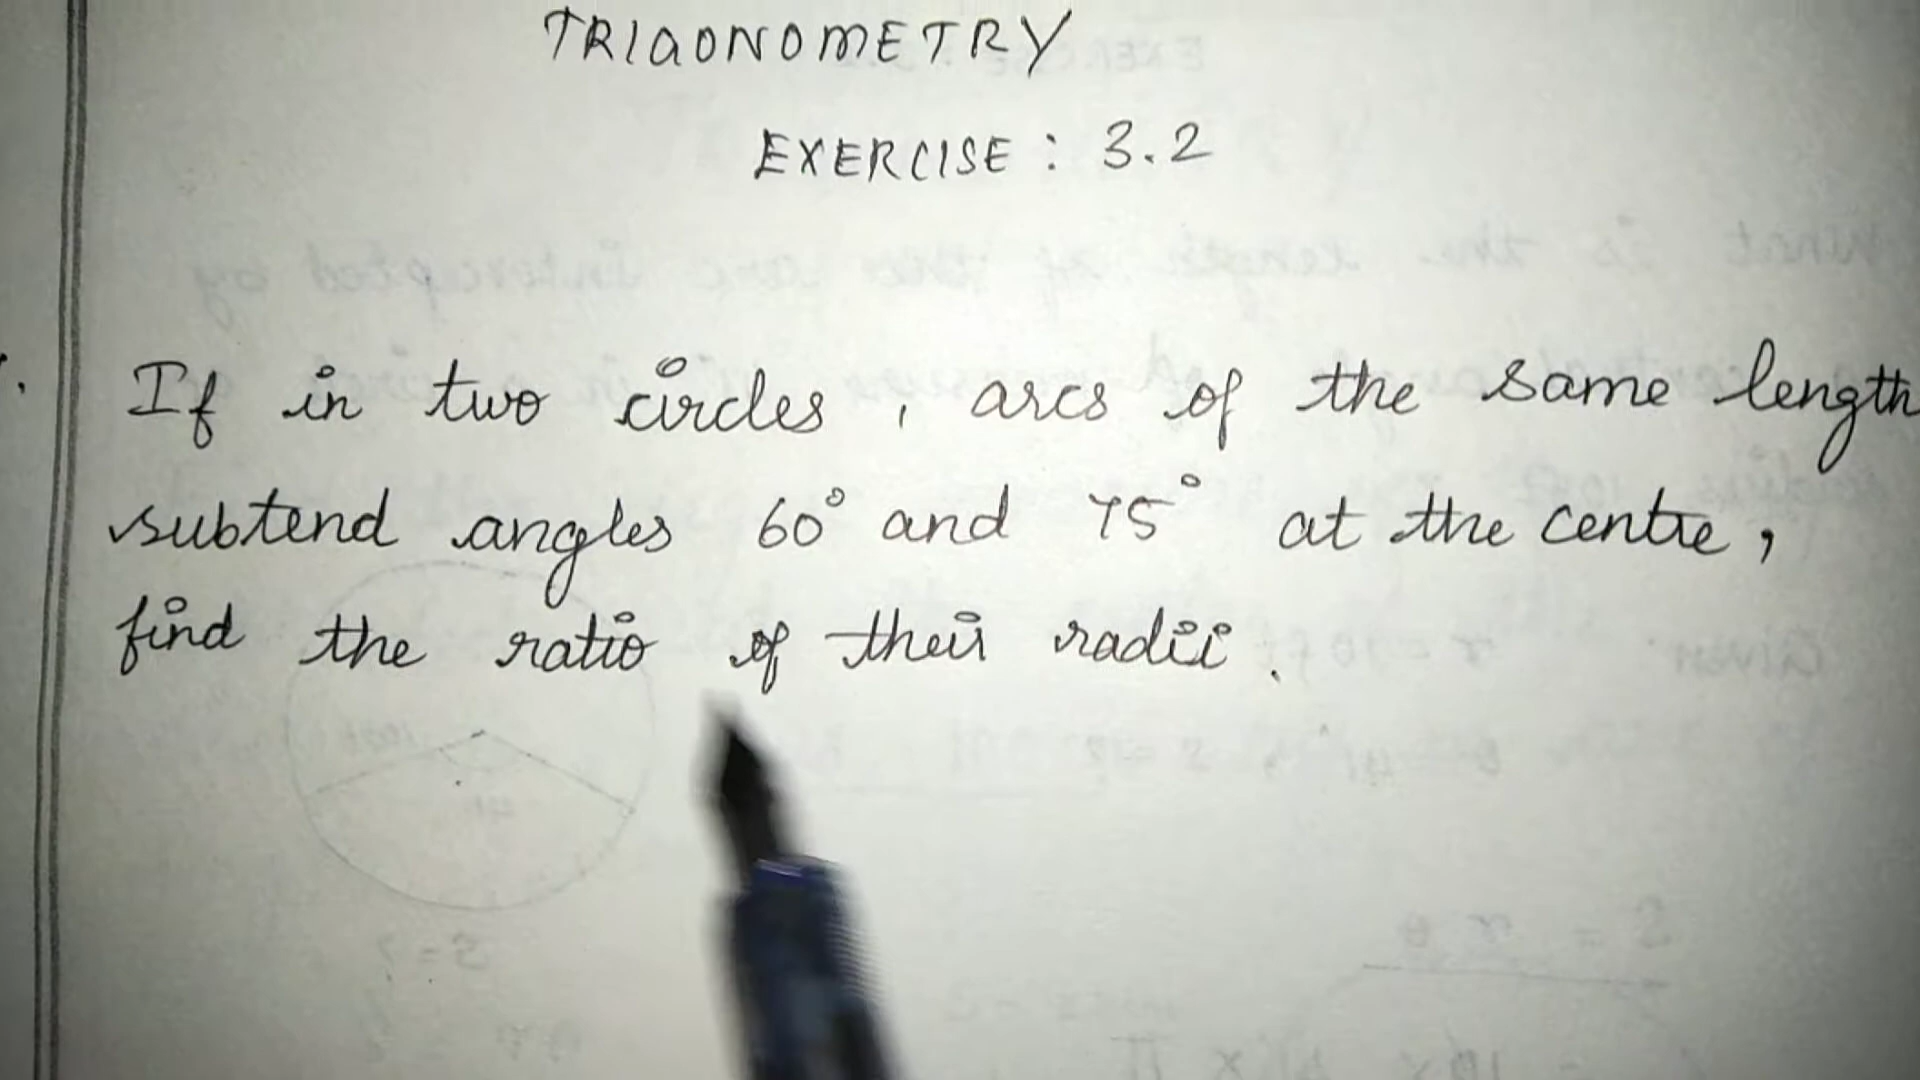 TRIGONOMETRY
EXERCISE : 3.2
If in two circles, arcs of the same length
subtend angles 60° and 75° at the centre,
find the ratio of their radii.